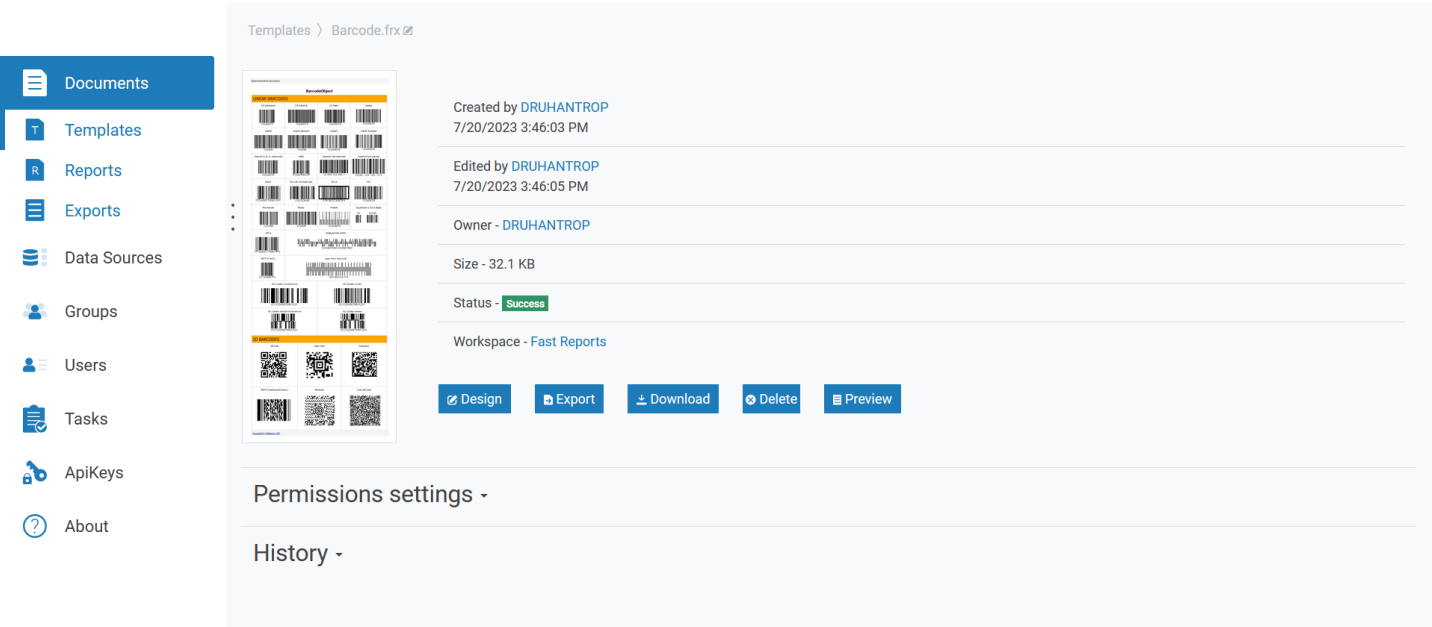 Templates 〉 Barcode.frx
Documents
Templates
Reports
Exports
Data Sources
Groups
Users
Tasks
ApiKeys
About
BarcodeObject
LINEAR BARCODES
2D BARCODES
Created by DRUHANTROP
7/20/2023 3:46:03 PM
Edited by DRUHANTROP
7/20/2023 3:46:05 PM
Owner - DRUHANTROP
Size - 32.1 KB
Status - Success
Workspace - Fast Reports
Design
Export
Download
Delete
Preview
Permissions settings
History